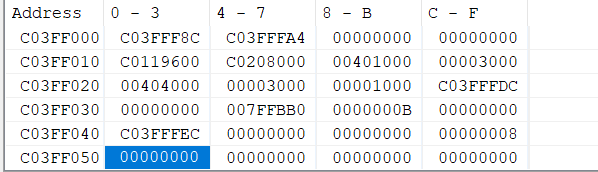 Address 0 - 3 4 - 7 8 - B C - F
C03FF000 C03FFF8C C03FFFA4 00000000 00000000
C03FF010 C0119600 C0208000 00401000 00003000
C03FF020 00404000 00003000 00001000 C03FFFDC
C03FF030 00000000 007FFBB0 0000000B 00000000
C03FF040 C03FFFEC 00000000 00000000 00000008
C03FF050 00000000 00000000 00000000 00000000